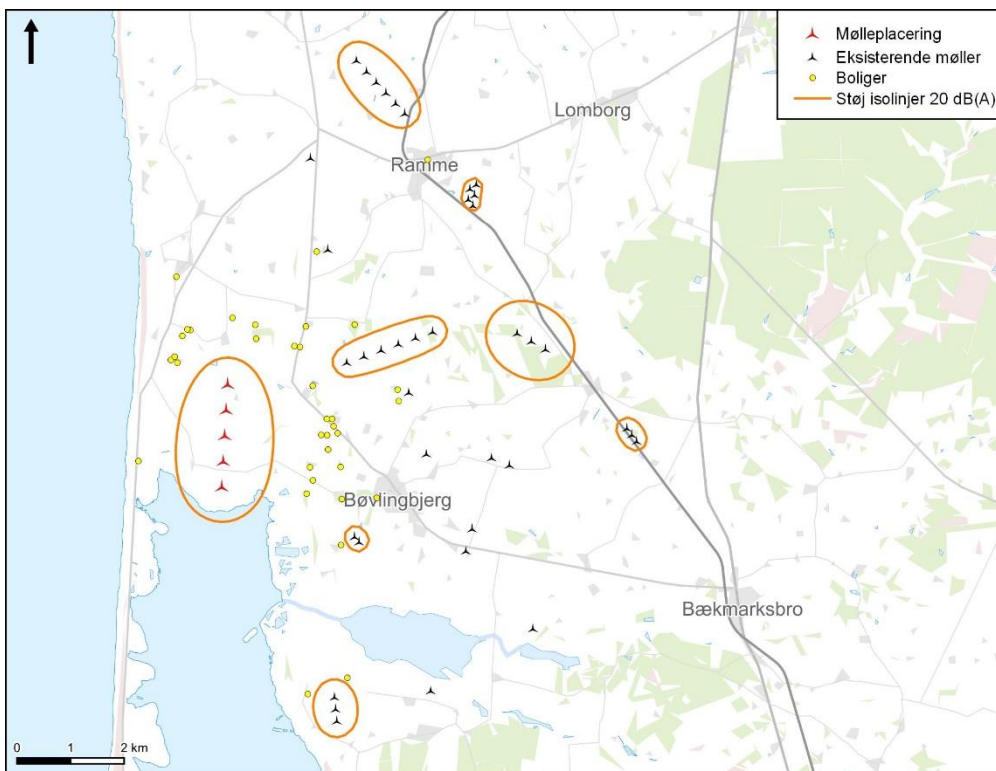 Mølleplacering
Eksisterende møller
Boliger
Støj isolinjer 20 dB(A)
Lomborg
Ramme
Bøvlingbjerg
Bækmarksbro
0 1 2 km